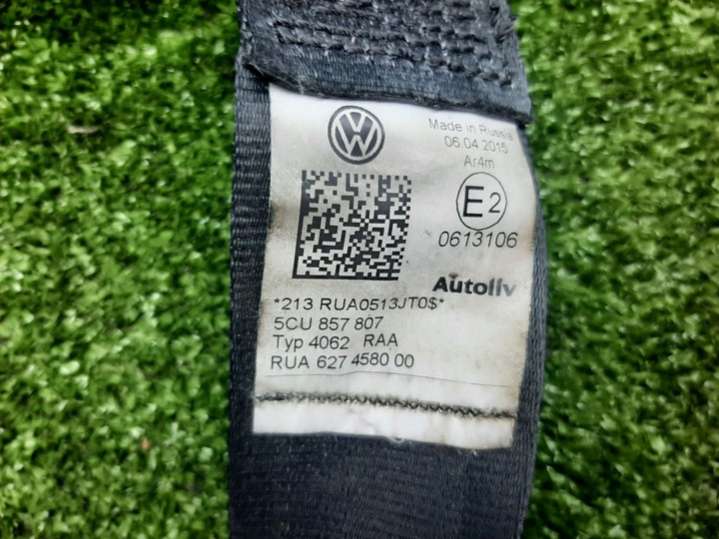 Made in Russia
06.04.2015
Ar4m
E2
0613106
Autoliv
*213 RUA0513JT0$*
5CU 857 807
Typ 4062 RAA
RUA 627 4580 00